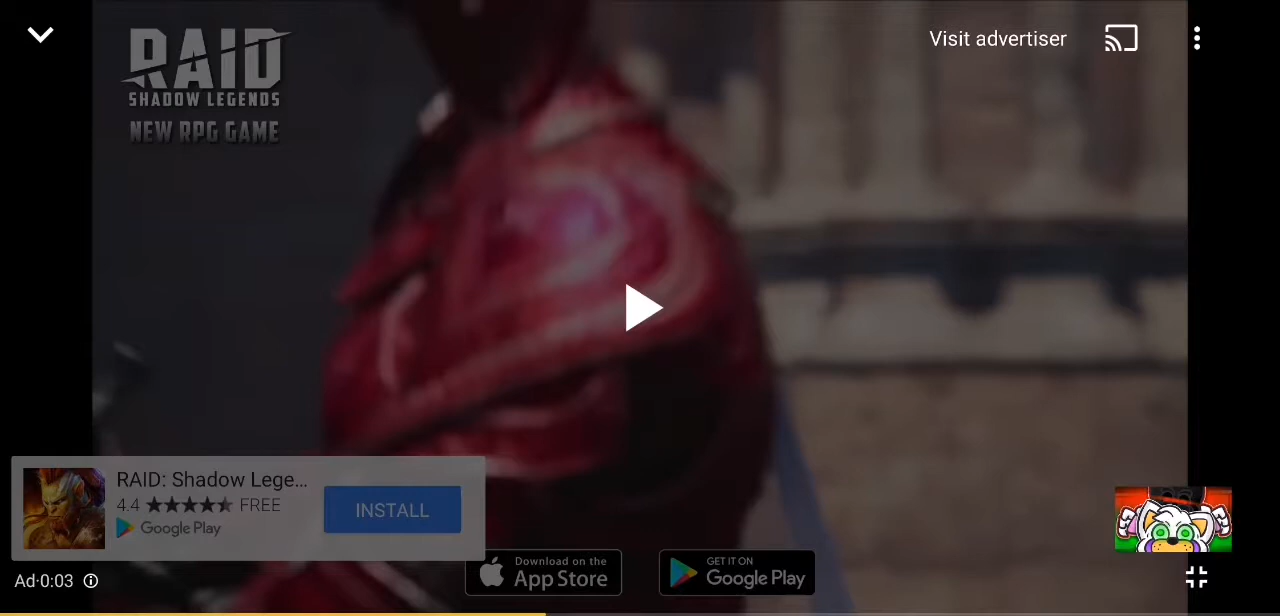 Visit advertiser
RAID
SHADOW LEGENDS
NEW RPG GAME
RAID: Shadow Lege...
4.4 FREE
Google Play
INSTALL
Download on the
App Store
GET IT ON
Google Play
Ad·0:03